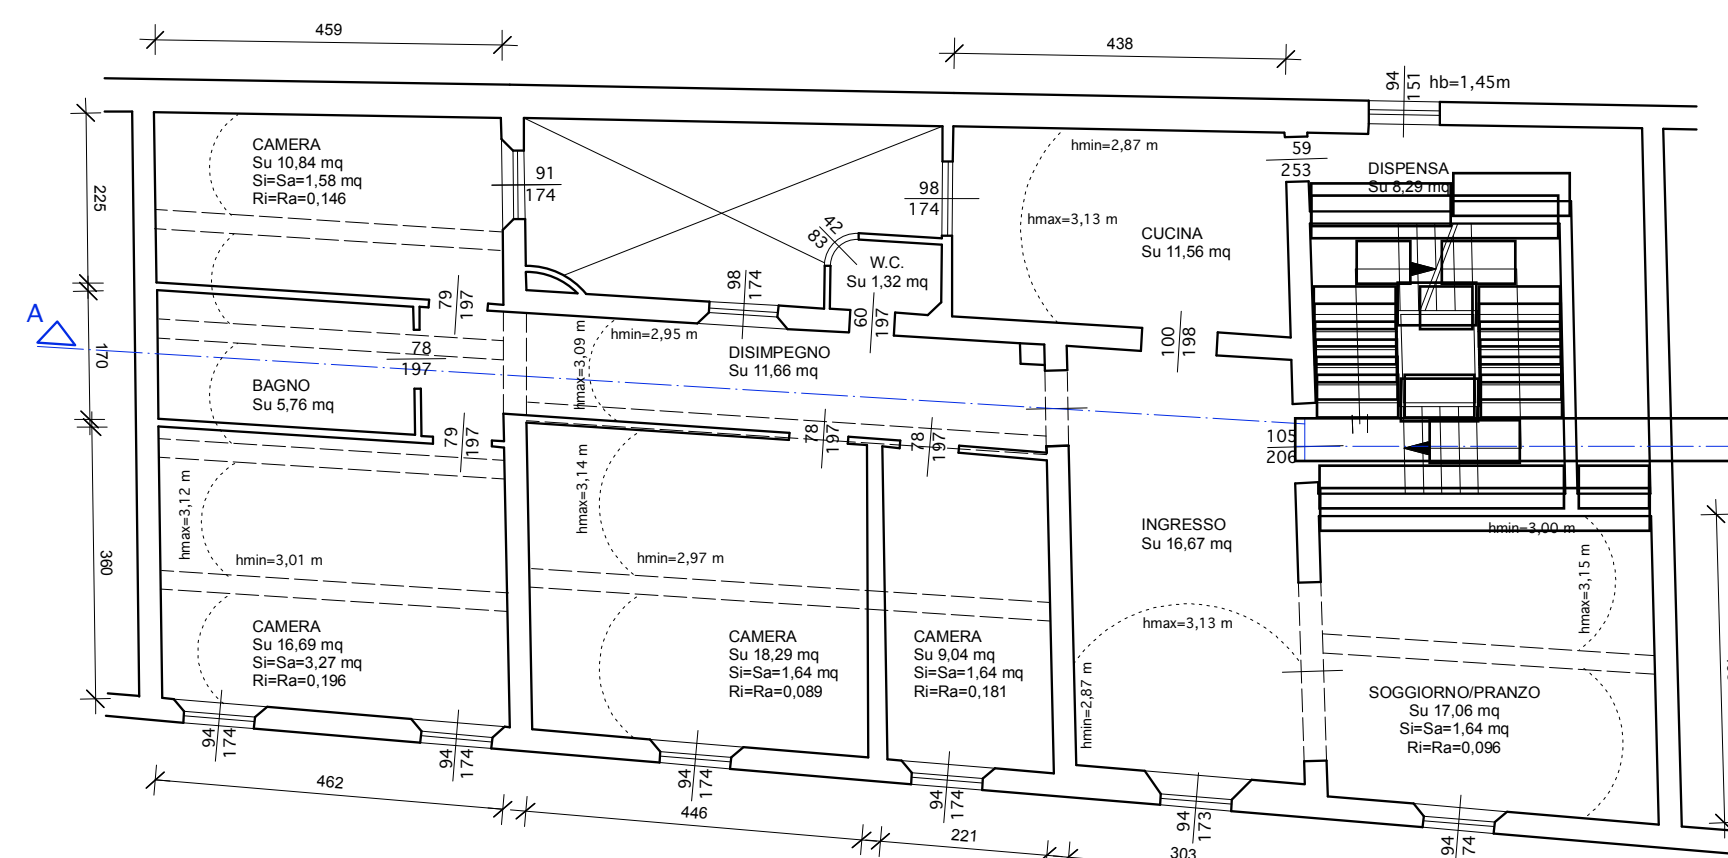 459
438
94
151
hb=1,45m
CAMERA
Su 10,84 mq
Si=Sa=1,58 mq
Ri=Ra=0,146
91
174
98
174
hmin=2,87 m
59
253
DISPENSA
Su 8,29 mq
225
hmax=3,13 m
CUCINA
Su 11,56 mq
42
83
W.C.
Su 1,32 mq
98
174
79
197
A
170
78
197
BAGNO
Su 5,76 mq
hmax=3,09 m
hmin=2,95 m
DISIMPEGNO
Su 11,66 mq
60
197
100
198
79
197
78
197
78
197
105
206
360
hmax=3,12 m
hmin=3,01 m
hmax=3,14 m
hmin=2,97 m
INGRESSO
Su 16,67 mq
hmin=3,00 m
hmax=3,15 m
CAMERA
Su 16,69 mq
Si=Sa=3,27 mq
Ri=Ra=0,196
CAMERA
Su 18,29 mq
Si=Sa=1,64 mq
Ri=Ra=0,089
CAMERA
Su 9,04 mq
Si=Sa=1,64 mq
Ri=Ra=0,181
hmax=3,13 m
hmin=2,87 m
SOGGIORNO/PRANZO
Su 17,06 mq
Si=Sa=1,64 mq
Ri=Ra=0,096
94
174
94
174
94
174
94
174
94
173
94
74
462
446
221
303